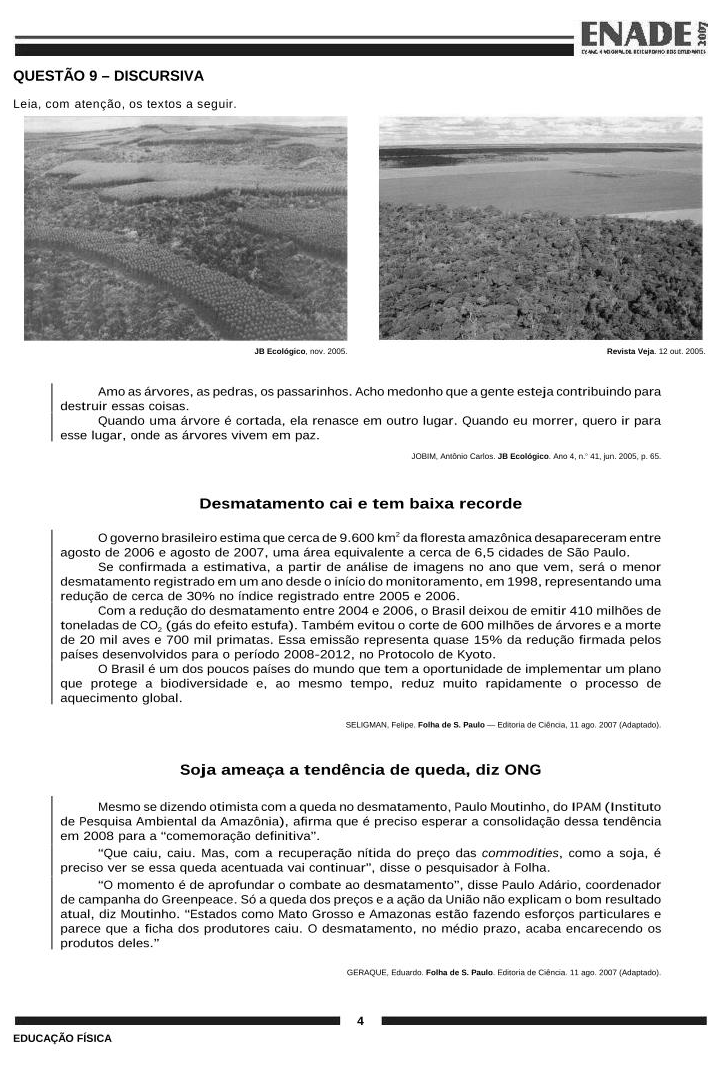 ENADE 2007
EXAME NACIONAL DE DESEMPENHO DOS ESTUDANTES
QUESTÃO 9 – DISCURSIVA
Leia, com atenção, os textos a seguir.
JB Ecológico, nov. 2005.
Revista Veja. 12 out. 2005.
Amo as árvores, as pedras, os passarinhos. Acho medonho que a gente esteja contribuindo para
destruir essas coisas.
Quando uma árvore é cortada, ela renasce em outro lugar. Quando eu morrer, quero ir para
esse lugar, onde as árvores vivem em paz.
JOBIM, Antônio Carlos. JB Ecológico. Ano 4, n.° 41, jun. 2005, p. 65.
Desmatamento cai e tem baixa recorde
O governo brasileiro estima que cerca de 9.600 km² da floresta amazônica desapareceram entre
agosto de 2006 e agosto de 2007, uma área equivalente a cerca de 6,5 cidades de São Paulo.
Se confirmada a estimativa, a partir de análise de imagens no ano que vem, será o menor
desmatamento registrado em um ano desde o início do monitoramento, em 1998, representando uma
redução de cerca de 30% no índice registrado entre 2005 e 2006.
Com a redução do desmatamento entre 2004 e 2006, o Brasil deixou de emitir 410 milhões de
toneladas de CO₂ (gás do efeito estufa). Também evitou o corte de 600 milhões de árvores e a morte
de 20 mil aves e 700 mil primatas. Essa emissão representa quase 15% da redução firmada pelos
países desenvolvidos para o período 2008-2012, no Protocolo de Kyoto.
O Brasil é um dos poucos países do mundo que tem a oportunidade de implementar um plano
que protege a biodiversidade e, ao mesmo tempo, reduz muito rapidamente o processo de
aquecimento global.
SELIGMAN, Felipe. Folha de S. Paulo — Editoria de Ciência, 11 ago. 2007 (Adaptado).
Soja ameaça a tendência de queda, diz ONG
Mesmo se dizendo otimista com a queda no desmatamento, Paulo Moutinho, do IPAM (Instituto
de Pesquisa Ambiental da Amazônia), afirma que é preciso esperar a consolidação dessa tendência
em 2008 para a “comemoração definitiva”.
“Que caiu, caiu. Mas, com a recuperação nítida do preço das commodities, como a soja, é
preciso ver se essa queda acentuada vai continuar”, disse o pesquisador à Folha.
“O momento é de aprofundar o combate ao desmatamento”, disse Paulo Adário, coordenador
de campanha do Greenpeace. Só a queda dos preços e a ação da União não explicam o bom resultado
atual, diz Moutinho. “Estados como Mato Grosso e Amazonas estão fazendo esforços particulares e
parece que a ficha dos produtores caiu. O desmatamento, no médio prazo, acaba encarecendo os
produtos deles.”
GERAQUE, Eduardo. Folha de S. Paulo. Editoria de Ciência. 11 ago. 2007 (Adaptado).
4
EDUCAÇÃO FÍSICA